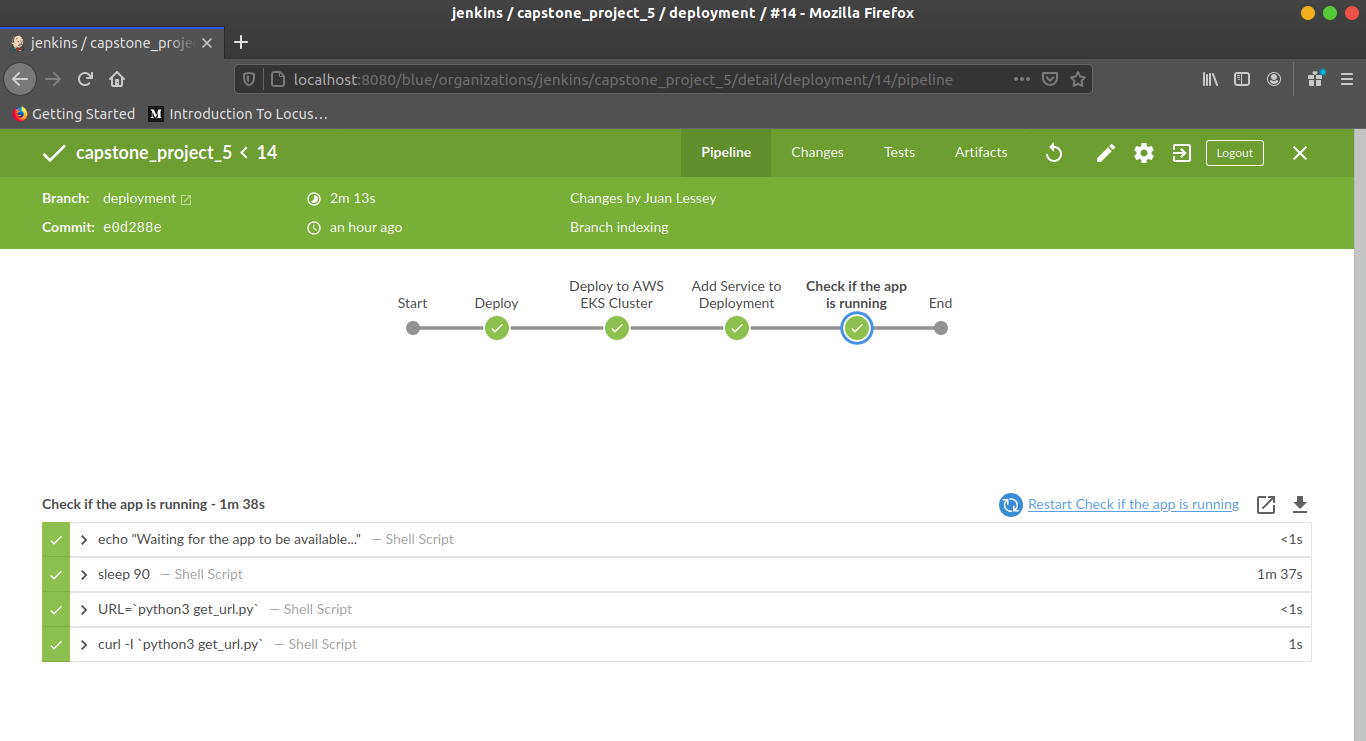 jenkins / capstone_project_5 / deployment / #14 - Mozilla Firefox
jenkins / capstone_proje
localhost:8080/blue/organizations/jenkins/capstone_project_5/detail/deployment/14/pipeline
Getting Started M Introduction To Locus…
capstone_project_5 < 14 Pipeline Changes Tests Artifacts Logout
Branch: deployment 2m 13s Changes by Juan Lessey
Commit: e0d288e an hour ago Branch indexing
Start
Deploy
Deploy to AWS
EKS Cluster
Add Service to
Deployment
Check if the app
is running
End
Check if the app is running - 1m 38s Restart Check if the app is running
echo "Waiting for the app to be available..." — Shell Script <1s
sleep 90 — Shell Script 1m 37s
URL=`python3 get_url.py` — Shell Script <1s
curl -I `python3 get_url.py` — Shell Script 1s